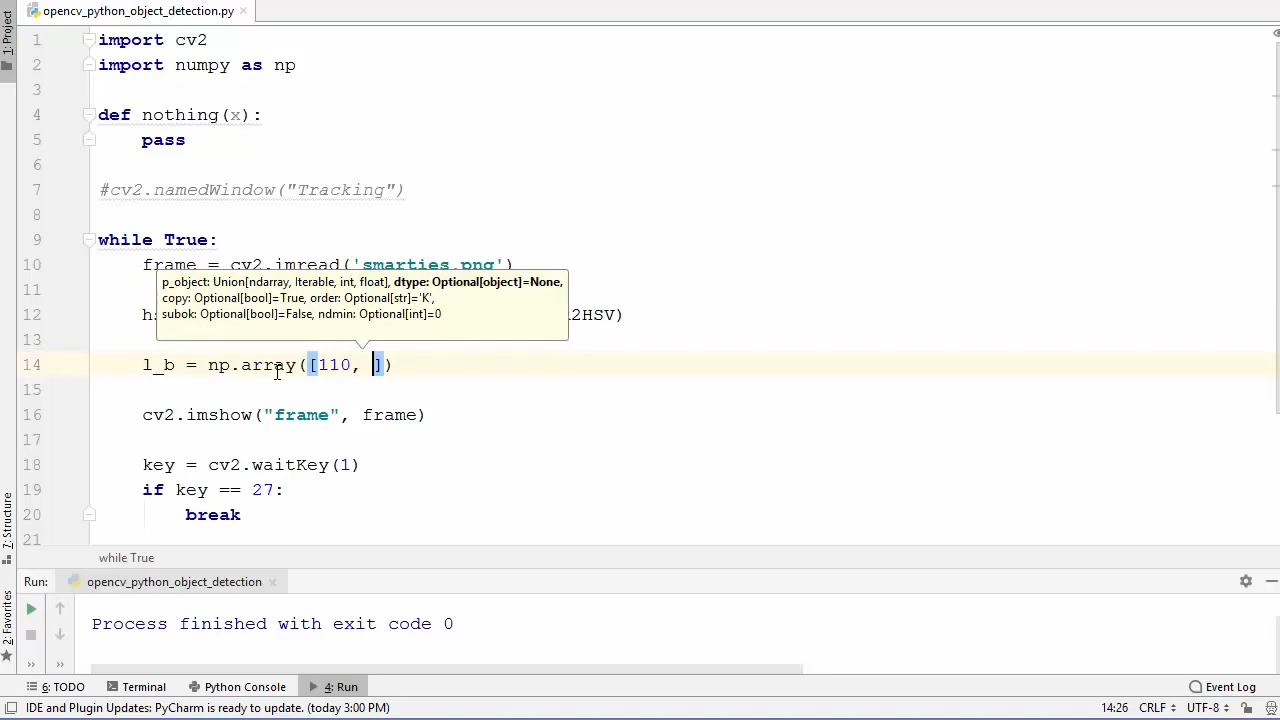 opencv_python_object_detection.py
1: Project
1 import cv2
2 import numpy as np
3
4 def nothing(x):
5 pass
6
7 #cv2.namedWindow("Tracking")
8
9 while True:
10 frame = cv2.imread('smarties.png')
p_object: Union[ndarray, Iterable, int, float], dtype: Optional[object]=None,
11 copy: Optional[bool]=True, order: Optional[str]='K',
12 subok: Optional[bool]=False, ndmin: Optional[int]=0 2HSV)
13
14 l_b = np.array([110, ])
15
16 cv2.imshow("frame", frame)
17
18 key = cv2.waitKey(1)
19 if key == 27:
20 break
21
while True
7: Structure
2: Favorites
Run: opencv_python_object_detection
Process finished with exit code 0
6: TODO Terminal Python Console 4: Run Event Log
IDE and Plugin Updates: PyCharm is ready to update. (today 3:00 PM) 14:26 CRLF UTF-8